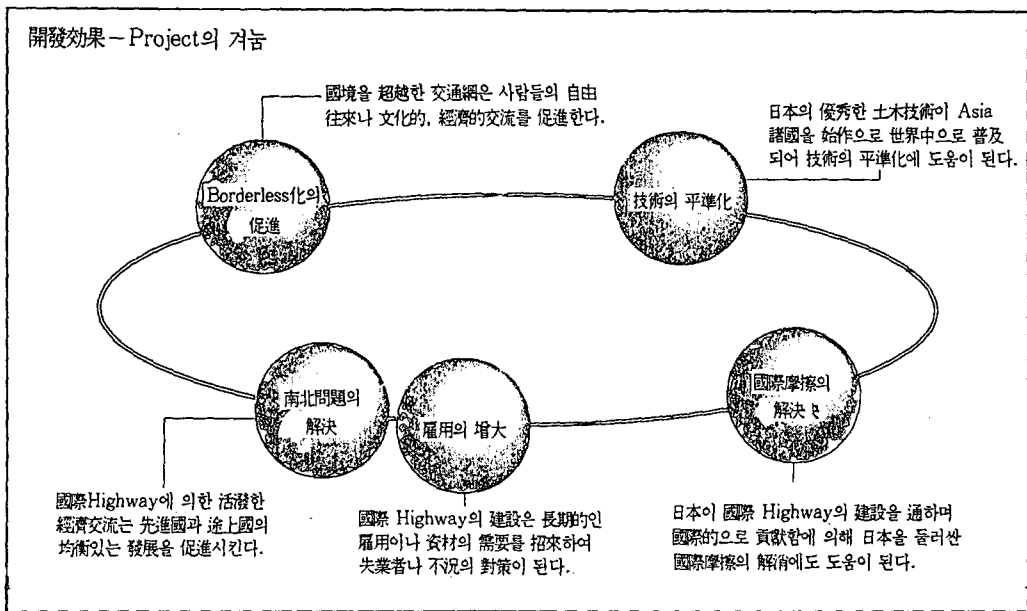 開發效果－Project의 겨눔
國境을 超越한 交通網은 사람들의 自由
往來나 文化的, 經濟的交流를 促進한다.
日本의 優秀한 土木技術이 Asia
諸國을 始作으로 世界中으로 普及
되어 技術의 平準化에 도움이 된다.
Borderless化의
促進
技術의 平準化
南北問題의
解決
雇用의 增大
國際摩擦의
解決
國際Highway에 의한 活潑한
經濟交流는 先進國과 途上國의
均衡있는 發展을 促進시킨다.
國際 Highway의 建設은 長期的인
雇用이나 資材의 需要를 招來하여
失業者나 不況의 對策이 된다.
日本이 國際 Highway의 建設을 通하며
國際的으로 貢獻함에 의해 日本을 둘러싼
國際摩擦의 解消에도 도움이 된다.